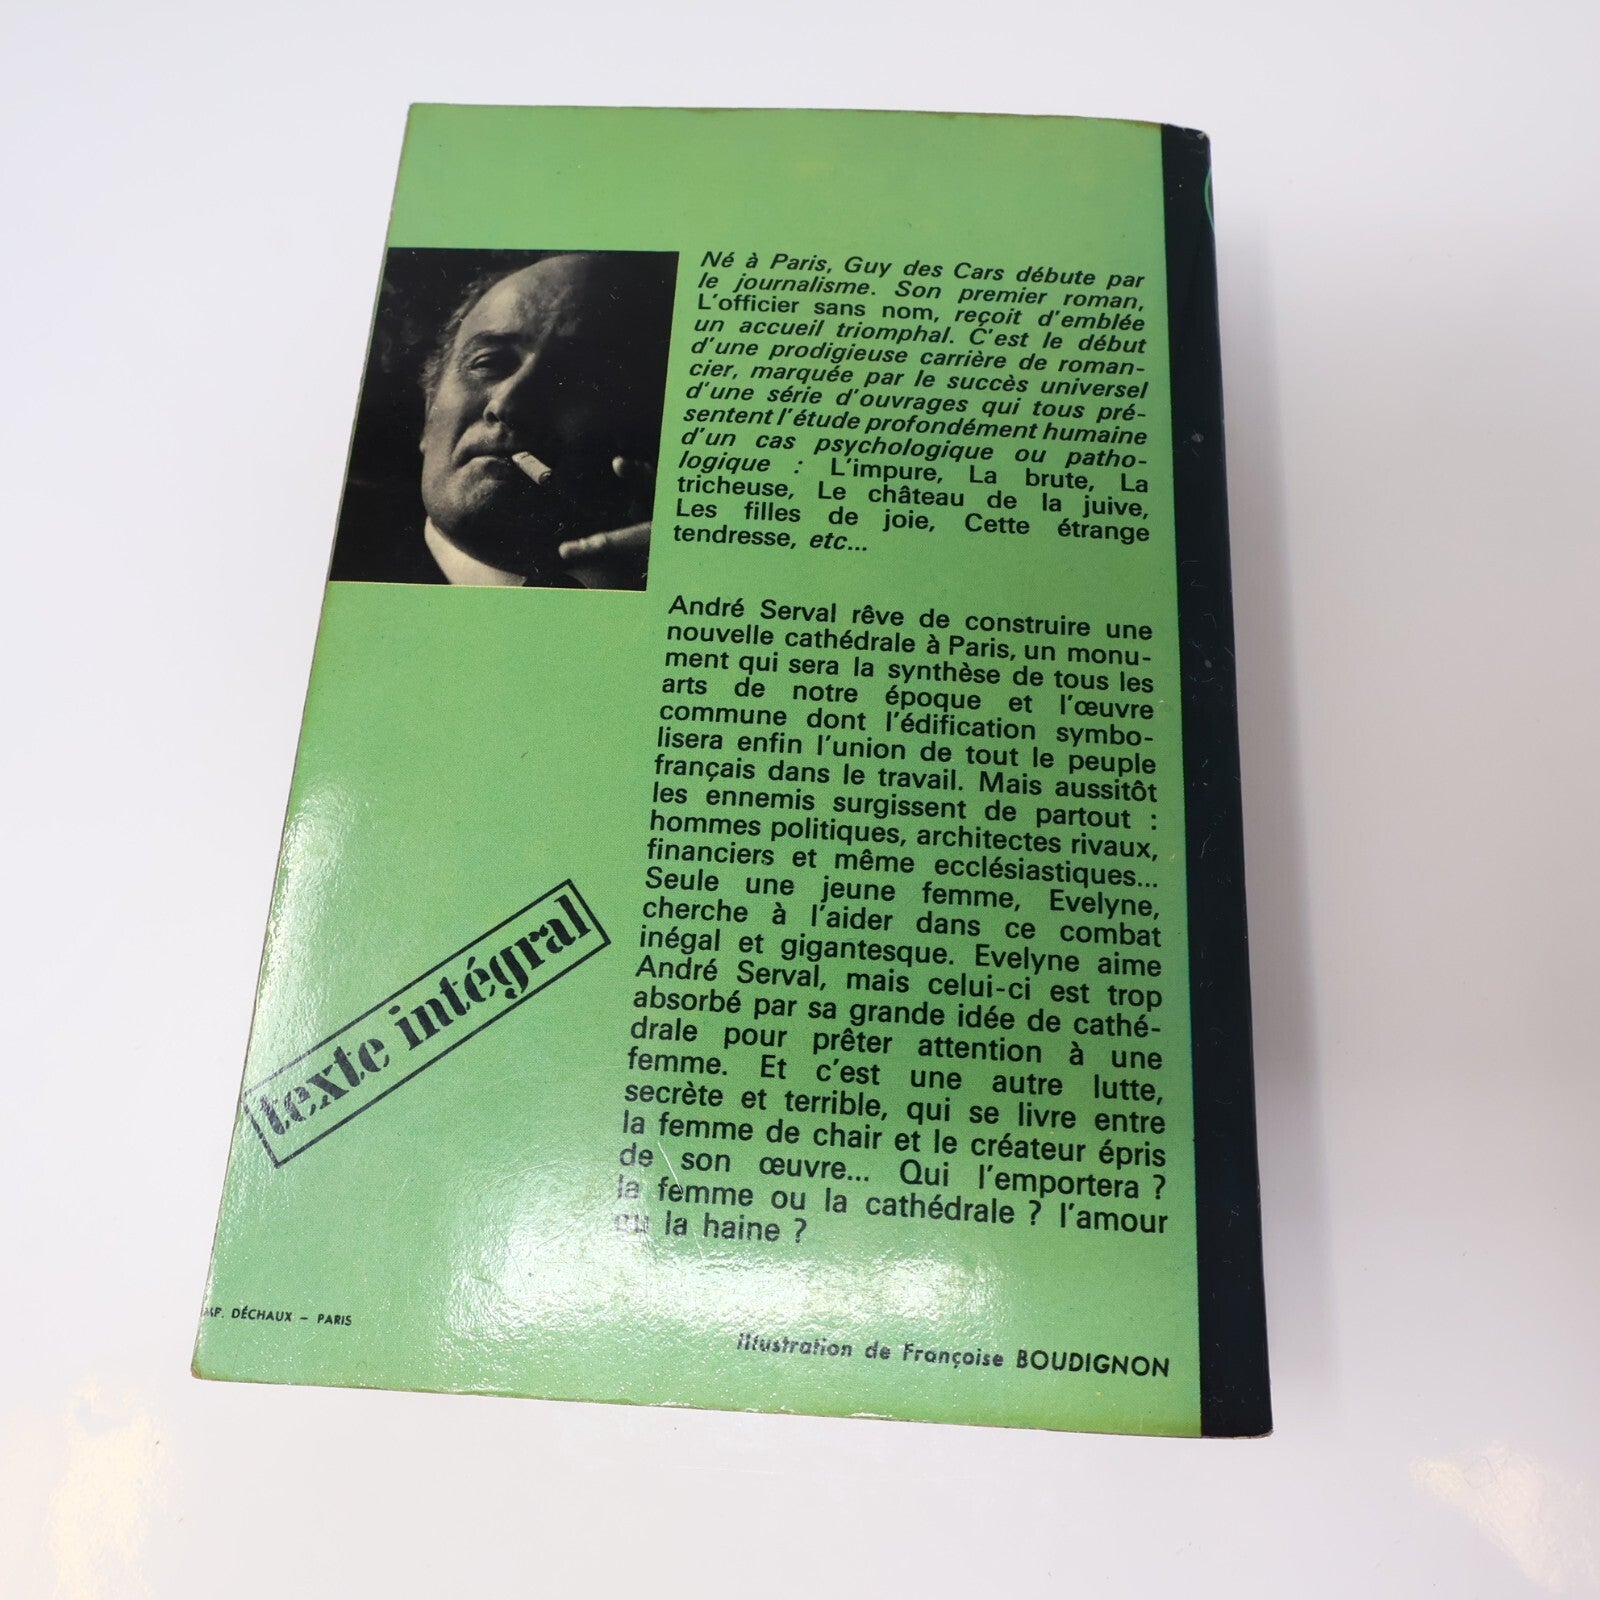 Né à Paris, Guy des Cars débute par
le journalisme. Son premier roman,
L'officier sans nom, reçoit d'emblée
un accueil triomphal. C'est le début
d'une prodigieuse carrière de roman-
cier, marquée par le succès universel
d'une série d'ouvrages qui tous pré-
sentent l'étude profondément humaine
d'un cas psychologique ou patho-
logique : L'impure, La brute, La
tricheuse, Le château de la juive,
Les filles de joie, Cette étrange
tendresse, etc...
André Serval rêve de construire une
nouvelle cathédrale à Paris, un monu-
ment qui sera la synthèse de tous les
arts de notre époque et l'œuvre
commune dont l'édification symbo-
lisera enfin l'union de tout le peuple
français dans le travail. Mais aussitôt
les ennemis surgissent de partout :
hommes politiques, architectes rivaux,
financiers et même ecclésiastiques...
Seule une jeune femme, Evelyne,
cherche à l'aider dans ce combat
inégal et gigantesque. Evelyne aime
André Serval, mais celui-ci est trop
absorbé par sa grande idée de cathé-
drale pour prêter attention à une
femme. Et c'est une autre lutte,
secrète et terrible, qui se livre entre
la femme de chair et le créateur épris
de son œuvre... Qui l'emportera ?
la femme ou la cathédrale ? l'amour
ou la haine ?
texte intégral
MP. DÉCHAUX – PARIS
Illustration de Françoise BOUDIGNON